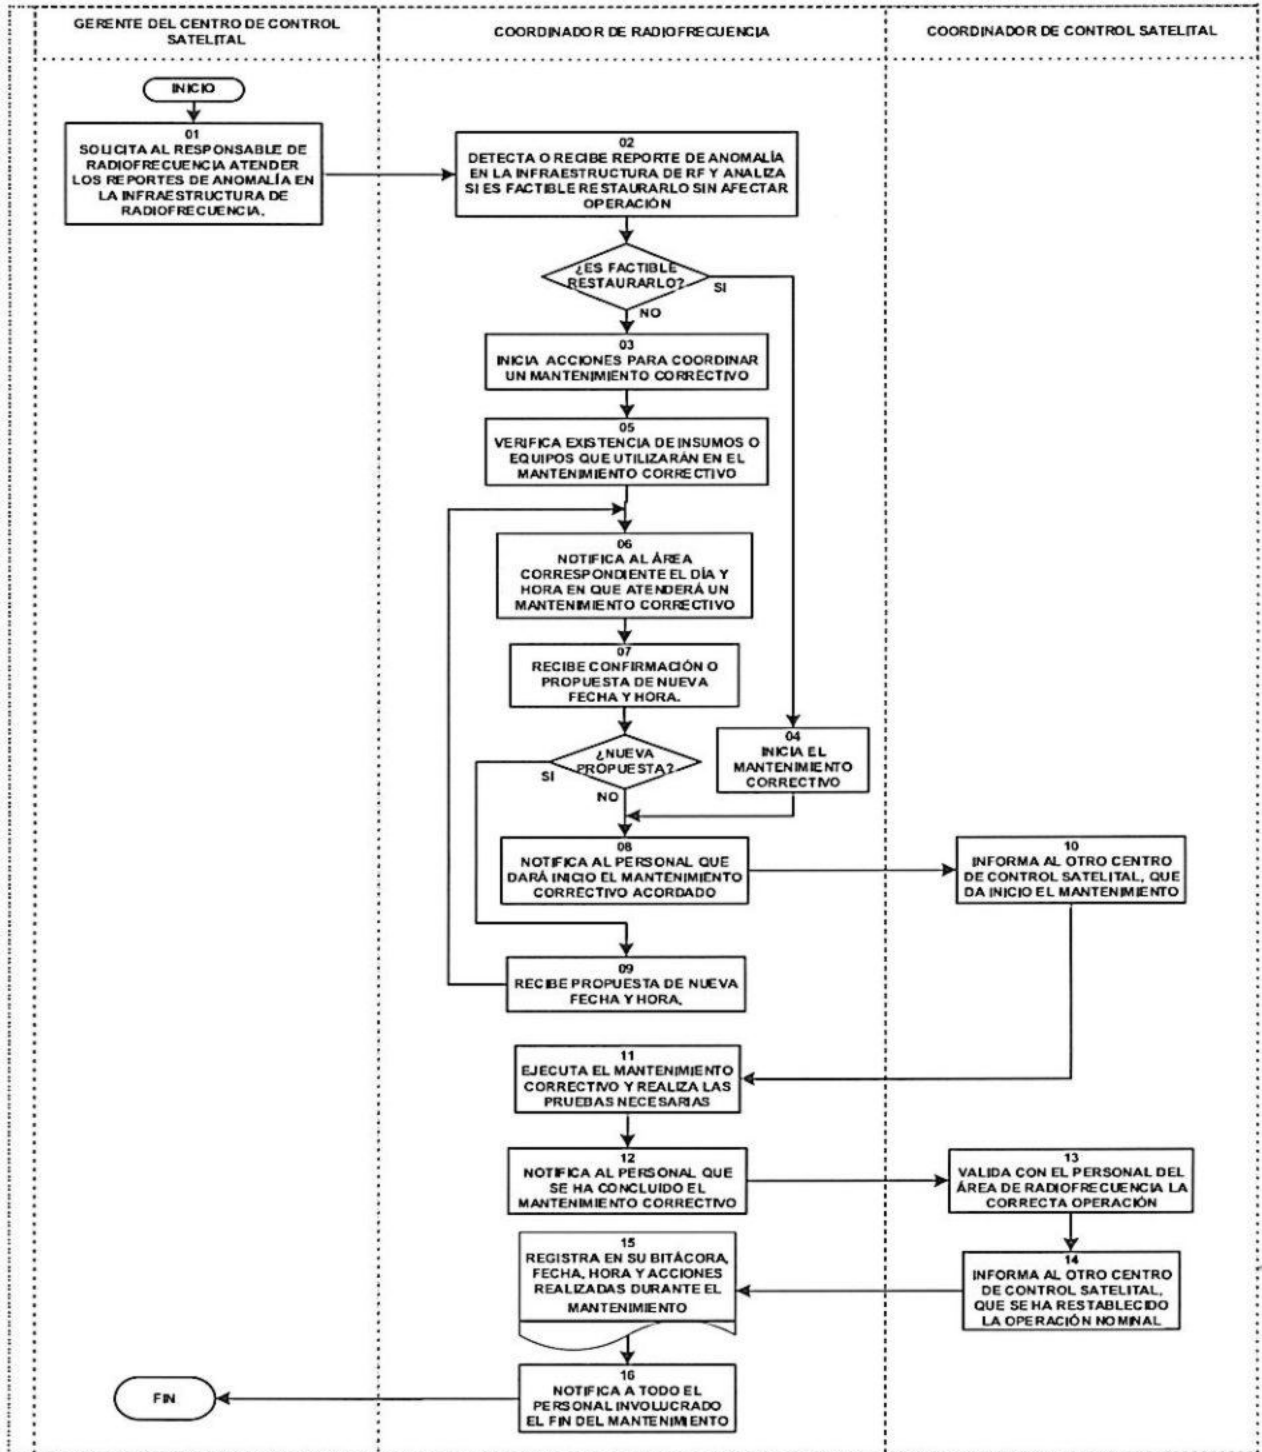 GERENTE DEL CENTRO DE CONTROL
SATELITAL
COORDINADOR DE RADIOFRECUENCIA
COORDINADOR DE CONTROL SATELITAL
INICIO
01
SOLICITA AL RESPONSABLE DE
RADIOFRECUENCIA ATENDER
LOS REPORTES DE ANOMALÍA EN
LA INFRAESTRUCTURA DE
RADIOFRECUENCIA.
02
DETECTA O RECIBE REPORTE DE ANOMALÍA
EN LA INFRAESTRUCTURA DE RF Y ANALIZA
SI ES FACTIBLE RESTAURARLO SIN AFECTAR
OPERACIÓN
¿ES FACTIBLE
RESTAURARLO?
SI
NO
03
INICIA ACCIONES PARA COORDINAR
UN MANTENIMIENTO CORRECTIVO
05
VERIFICA EXISTENCIA DE INSUMOS O
EQUIPOS QUE UTILIZARÁN EN EL
MANTENIMIENTO CORRECTIVO
06
NOTIFICA AL ÁREA
CORRESPONDIENTE EL DÍA Y
HORA EN QUE ATENDERÁ UN
MANTENIMIENTO CORRECTIVO
07
RECIBE CONFIRMACIÓN O
PROPUESTA DE NUEVA
FECHA Y HORA.
04
INICIA EL
MANTENIMIENTO
CORRECTIVO
¿NUEVA
PROPUESTA?
SI
NO
08
NOTIFICA AL PERSONAL QUE
DARÁ INICIO EL MANTENIMIENTO
CORRECTIVO ACORDADO
10
INFORMA AL OTRO CENTRO
DE CONTROL SATELITAL, QUE
DA INICIO EL MANTENIMIENTO
09
RECIBE PROPUESTA DE NUEVA
FECHA Y HORA.
11
EJECUTA EL MANTENIMIENTO
CORRECTIVO Y REALIZA LAS
PRUEBAS NECESARIAS
12
NOTIFICA AL PERSONAL QUE
SE HA CONCLUIDO EL
MANTENIMIENTO CORRECTIVO
13
VALIDA CON EL PERSONAL DEL
ÁREA DE RADIOFRECUENCIA LA
CORRECTA OPERACIÓN
14
INFORMA AL OTRO CENTRO
DE CONTROL SATELITAL,
QUE SE HA RESTABLECIDO
LA OPERACIÓN NOMINAL
15
REGISTRA EN SU BITÁCORA,
FECHA, HORA Y ACCIONES
REALIZADAS DURANTE EL
MANTENIMIENTO
16
NOTIFICA A TODO EL
PERSONAL INVOLUCRADO
EL FIN DEL MANTENIMIENTO
FIN